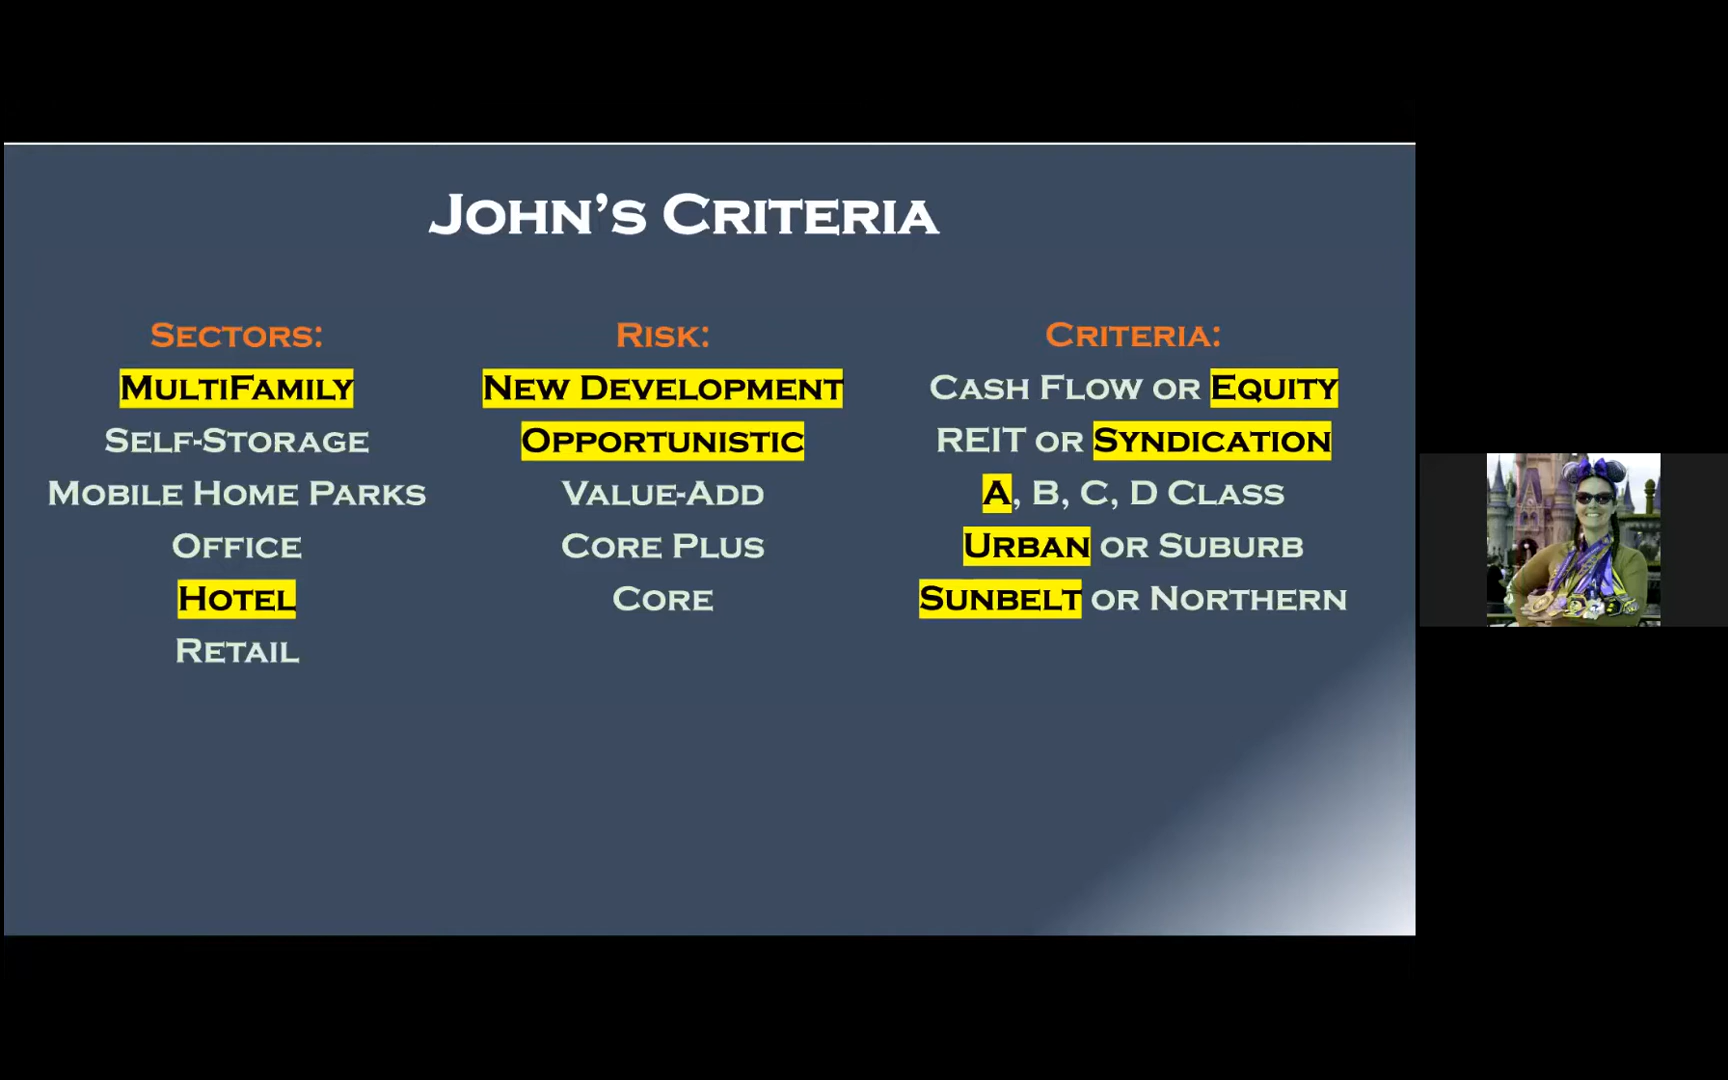 John's Criteria
Sectors:
MultiFamily
Self-Storage
Mobile Home Parks
Office
Hotel
Retail
Risk:
New Development
Opportunistic
Value-Add
Core Plus
Core
Criteria:
Cash Flow or Equity
REIT or Syndication
A, B, C, D Class
Urban or Suburb
Sunbelt or Northern